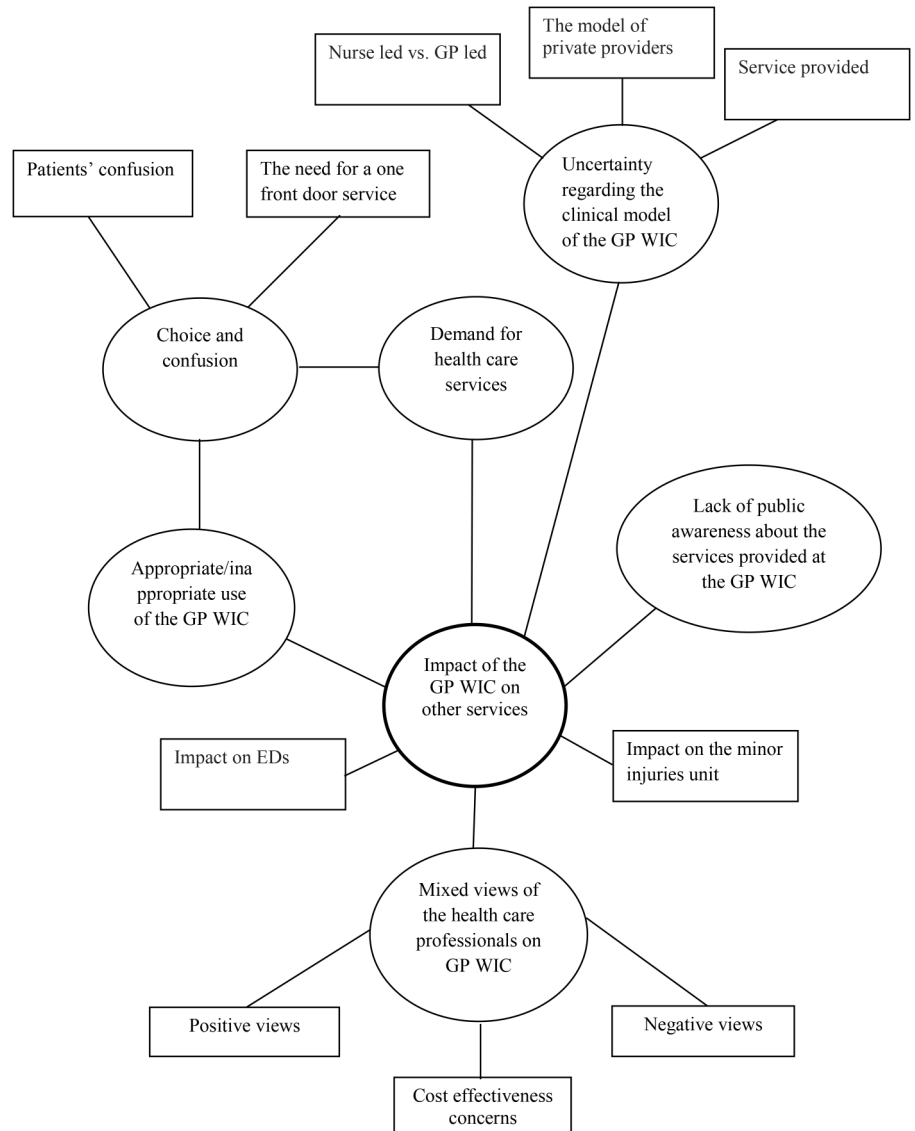 The model of
private providers
Nurse led vs. GP led
Service provided
Patients’ confusion
The need for a one
front door service
Uncertainty
regarding the
clinical model
of the GP WIC
Choice and
confusion
Demand for
health care
services
Lack of public
awareness about the
services provided at
the GP WIC
Appropriate/ina
ppropriate use
of the GP WIC
Impact of the
GP WIC on
other services
Impact on EDs
Impact on the minor
injuries unit
Mixed views of
the health care
professionals on
GP WIC
Positive views
Negative views
Cost effectiveness
concerns